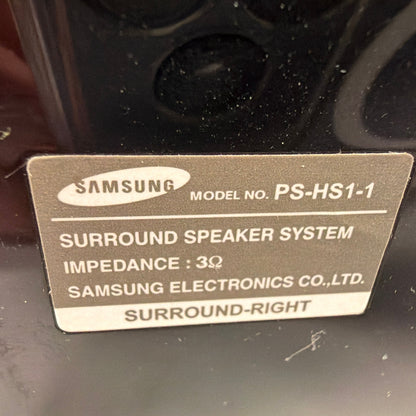 SAMSUNG MODEL NO. PS-HS1-1
SURROUND SPEAKER SYSTEM
IMPEDANCE : 3Ω
SAMSUNG ELECTRONICS CO.,LTD.
SURROUND-RIGHT